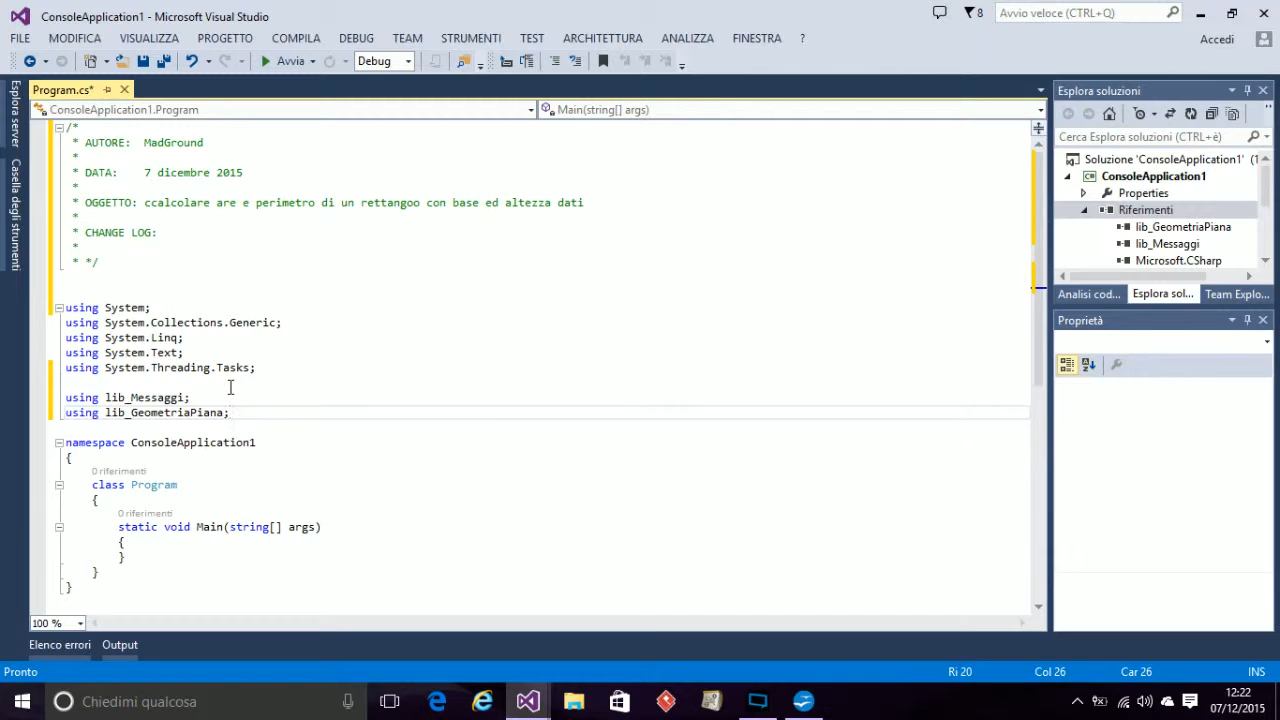 ConsoleApplication1 - Microsoft Visual Studio
8
Avvio veloce (CTRL+Q)
FILE MODIFICA VISUALIZZA PROGETTO COMPILA DEBUG TEAM STRUMENTI TEST ARCHITETTURA ANALIZZA FINESTRA ?
Accedi
Avvia
Debug
Esplora server
Casella degli strumenti
Program.cs*
ConsoleApplication1.Program
Main(string[] args)
/*
* AUTORE: MadGround
*
* DATA: 7 dicembre 2015
*
* OGGETTO: ccalcolare are e perimetro di un rettangoo con base ed altezza dati
*
* CHANGE LOG:
*
* */
using System;
using System.Collections.Generic;
using System.Linq;
using System.Text;
using System.Threading.Tasks;
using lib_Messaggi;
using lib_GeometriaPiana;
namespace ConsoleApplication1
{
0 riferimenti
class Program
{
0 riferimenti
static void Main(string[] args)
{
}
}
}
100 %
Esplora soluzioni
Cerca Esplora soluzioni (CTRL+è)
Soluzione 'ConsoleApplication1' (1
ConsoleApplication1
Properties
Riferimenti
lib_GeometriaPiana
lib_Messaggi
Microsoft.CSharp
Analisi cod... Esplora sol... Team Explo...
Proprietà
Elenco errori Output
Pronto
Ri 20 Col 26 Car 26 INS
Chiedimi qualcosa
12:22
07/12/2015